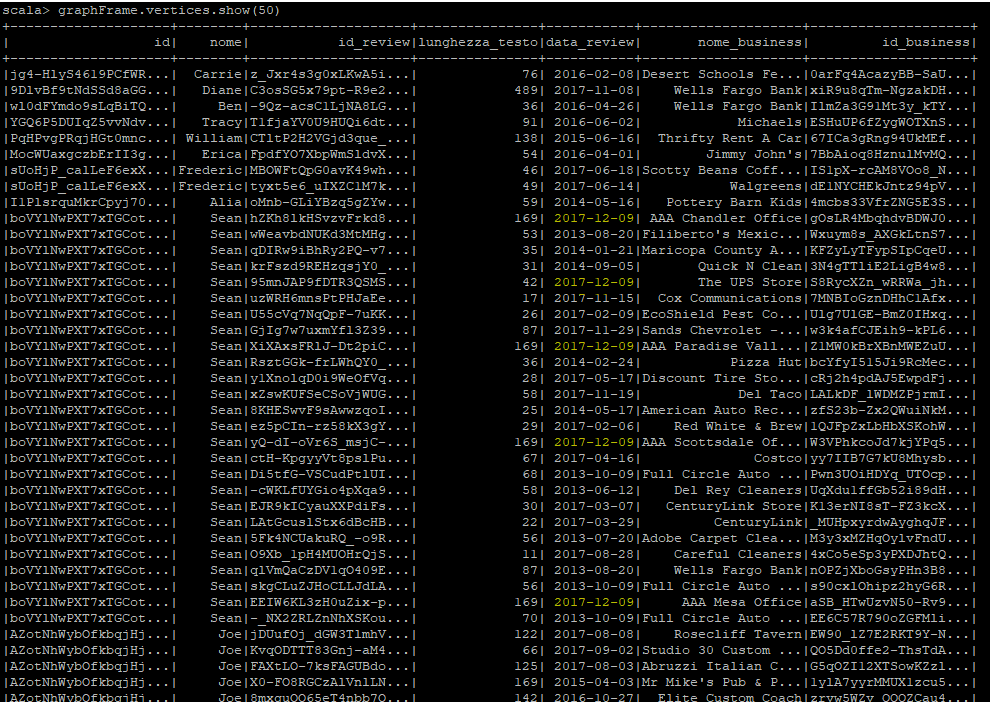 scala> graphFrame.vertices.show(50)
+--------------------+---------+--------------------+---------------+-----------+--------------------+--------------------+
| id| nome| id_review|lunghezza_testo|data_review| nome_business| id_business|
+--------------------+---------+--------------------+---------------+-----------+--------------------+--------------------+
|jg4-HlyS4619PCfWR...| Carrie|z_Jxr4s3g0xLKwA5i...| 76| 2016-02-08|Desert Schools Fe...|0arFq4AcazyBB-SaU...|
|9DlvBf9tNdSSd8aGG...| Diane|C3osSG5x79pt-R9e2...| 489| 2017-11-08| Wells Fargo Bank|xiR9u8qTm-NgzakDH...|
|wl0dFYmdo9sLqBiTQ...| Ben|-9Qz-acsClLjNA8LG...| 36| 2016-04-26| Wells Fargo Bank|IlmZa3G9lMt3y_kTY...|
|YGQ6P5DUIqZ5vvNdv...| Tracy|TlfjaYV0U9HUQi6dt...| 91| 2016-06-02| Michaels|ESHuUP6fZygWOTXnS...|
|PqHPvgPRqjHGt0mnc...| William|CTltP2H2VGjd3que_...| 138| 2015-06-16| Thrifty Rent A Car|67ICa3gRng94UkMEf...|
|MocWUaxgczbErII3g...| Erica|FpdfYO7XbpWmSldvX...| 54| 2016-04-01| Jimmy John's|7BbAioq8HznulMvMQ...|
|sUoHjP_calLeF6exX...|Frederic|MBOWFtQpG0avK49wh...| 46| 2017-06-18|Scotty Beans Coff...|ISlpX-rcAM8VOo8_N...|
|sUoHjP_calLeF6exX...|Frederic|tyxt5e6_uIXZClM7k...| 49| 2017-06-14| Walgreens|dElNYCHEkJntz94pV...|
|IlPlsrquMkrCpyj70...| Alia|oMnb-GLiYBzq5gZYw...| 59| 2014-05-16| Pottery Barn Kids|4mcbs33VfrZNG5E3S...|
|boVYlNwPXT7xTGCot...| Sean|hZKh8lkHSvzvFrkd8...| 169| 2017-12-09| AAA Chandler Office|gOsLR4MbqhdvBDWJ0...|
|boVYlNwPXT7xTGCot...| Sean|wWeavbdNUKd3MtMHg...| 53| 2013-08-20|Filiberto's Mexic...|Wxuym8s_AXGkLtnS7...|
|boVYlNwPXT7xTGCot...| Sean|qDIRw9iBhRy2PQ-v7...| 35| 2014-01-21|Maricopa County A...|KFZyLyTFypSIpCqeU...|
|boVYlNwPXT7xTGCot...| Sean|krFszd9REHzqsjY0_...| 31| 2014-09-05| Quick N Clean|3N4gTTliE2LigB4w8...|
|boVYlNwPXT7xTGCot...| Sean|95mnJAP9fDTR3QSMS...| 42| 2017-12-09| The UPS Store|S8RycXZn_wRRWa_jh...|
|boVYlNwPXT7xTGCot...| Sean|uzWRH6mnsPtPHJaEe...| 17| 2017-11-15| Cox Communications|7MNBIoGznDHhClAfx...|
|boVYlNwPXT7xTGCot...| Sean|U55cVq7NqQpF-7uKK...| 26| 2017-02-09|EcoShield Pest Co...|Ulg7UlGE-BmZ0IHxq...|
|boVYlNwPXT7xTGCot...| Sean|GjIg7w7uxmYfl3Z39...| 87| 2017-11-29|Sands Chevrolet -...|w3k4afCJEih9-kPL6...|
|boVYlNwPXT7xTGCot...| Sean|XiXAxsFRlJ-Dt2piC...| 169| 2017-12-09|AAA Paradise Vall...|ZlMW0kBrXBnMWEZuU...|
|boVYlNwPXT7xTGCot...| Sean|RsztGGk-frLWhQY0_...| 36| 2014-02-24| Pizza Hut|bcYfyI5l5Ji9RcMec...|
|boVYlNwPXT7xTGCot...| Sean|ylXnolqD0i9WeOfVq...| 28| 2017-05-17|Discount Tire Sto...|cRj2h4pdAJ5EwpdFj...|
|boVYlNwPXT7xTGCot...| Sean|xZswKUFSeCSoVjWUG...| 58| 2017-11-19| Del Taco|LALkDF_lWDMZPjrmI...|
|boVYlNwPXT7xTGCot...| Sean|8KHESwvF9sAwwzqoI...| 25| 2014-05-17|American Auto Rec...|zfS23b-Zx2QWuiNkM...|
|boVYlNwPXT7xTGCot...| Sean|ez5pCIn-rz58kX3gY...| 29| 2017-02-06| Red White & Brew|lQJFpZxLbHbXSKohW...|
|boVYlNwPXT7xTGCot...| Sean|yQ-dI-oVr6S_msjC-...| 169| 2017-12-09|AAA Scottsdale Of...|W3VPhkcoJd7kjYPq5...|
|boVYlNwPXT7xTGCot...| Sean|ctH-KpgyyVt8pslPu...| 67| 2017-04-16| Costco|yy7IIB7G7kU8Mhysb...|
|boVYlNwPXT7xTGCot...| Sean|Di5tfG-VSCudPtlUI...| 68| 2013-10-09|Full Circle Auto ...|Pwn3UOiHDYq_UTOcp...|
|boVYlNwPXT7xTGCot...| Sean|-cWKLfUYGio4pXqa9...| 58| 2013-06-12| Del Rey Cleaners|UqXdulffGb52i89dH...|
|boVYlNwPXT7xTGCot...| Sean|EJR9kICyauXXPdiFs...| 30| 2017-03-07| CenturyLink Store|Kl3erNI8sT-FZ3kcX...|
|boVYlNwPXT7xTGCot...| Sean|LAtGcuslStx6dBcHB...| 22| 2017-03-29| CenturyLink|_MUHpxyrdwAyghqJF...|
|boVYlNwPXT7xTGCot...| Sean|5Fk4NCUakuRQ_-o9R...| 56| 2013-07-20|Adobe Carpet Clea...|M3y3xMZHqOylvFndU...|
|boVYlNwPXT7xTGCot...| Sean|O9Xb_lpH4MUOHrQjS...| 11| 2017-08-28| Careful Cleaners|4xCo5eSp3yPXDJhtQ...|
|boVYlNwPXT7xTGCot...| Sean|qlVmQaCzDVlqO409E...| 87| 2013-08-20| Wells Fargo Bank|nOPZjXboGsyPHn3B8...|
|boVYlNwPXT7xTGCot...| Sean|skgCLuZJHoCLLJdLA...| 56| 2013-10-09|Full Circle Auto ...|s90cxlOhipz2hyG6R...|
|boVYlNwPXT7xTGCot...| Sean|EEIW6KL3zH0uZix-p...| 169| 2017-12-09| AAA Mesa Office|aSB_HTwUzvN50-Rv9...|
|boVYlNwPXT7xTGCot...| Sean|-_NX2ZRLZnNhXSKou...| 70| 2013-10-09|Full Circle Auto ...|EE6C57R790oZGFMli...|
|AZotNhWybOfkbqjHj...| Joe|jDUufOj_dGW3TlmhV...| 122| 2017-08-08| Rosecliff Tavern|EW90_lZ7E2RKT9Y-N...|
|AZotNhWybOfkbqjHj...| Joe|KvqODTTT83Gnj-aM4...| 66| 2017-09-02|Studio 30 Custom ...|QO5Dd0ffe2-ThsTdA...|
|AZotNhWybOfkbqjHj...| Joe|FAXtLO-7ksFAGUBdo...| 125| 2017-08-03|Abruzzi Italian C...|G5qOZIl2XTSowKZzl...|
|AZotNhWybOfkbqjHj...| Joe|X0-FO8RGCzAlVnlLN...| 169| 2015-04-03|Mr Mike's Pub & P...|lylA7yyrMMUXlzcu5...|
|AZotNhWybOfkbqjHj...| Joe|8mxquOO65eT4nbb7O...| 142| 2016-10-27| Elite Custom Coach|